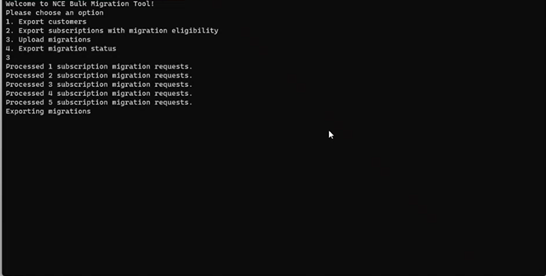 Welcome to NCE Bulk Migration Tool!
Please choose an option
1. Export customers
2. Export subscriptions with migration eligibility
3. Upload migrations
4. Export migration status
3
Processed 1 subscription migration requests.
Processed 2 subscription migration requests.
Processed 3 subscription migration requests.
Processed 4 subscription migration requests.
Processed 5 subscription migration requests.
Exporting migrations